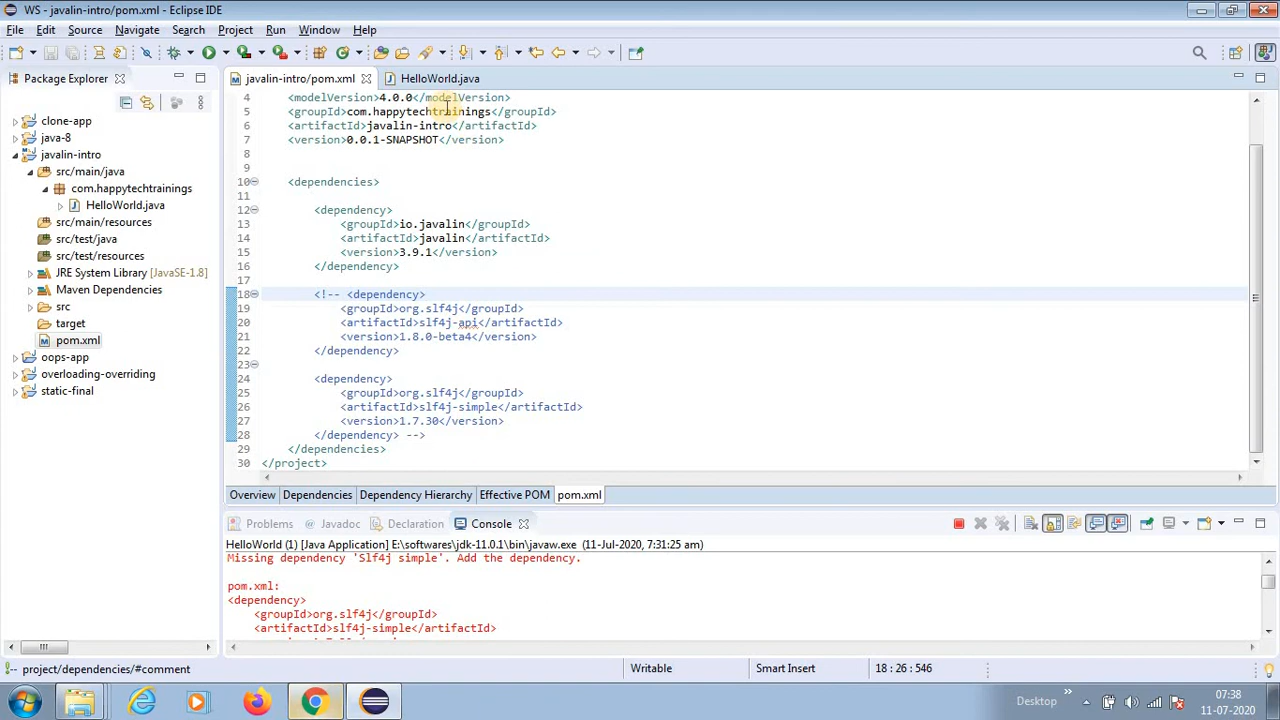 WS - javalin-intro/pom.xml - Eclipse IDE
File Edit Source Navigate Search Project Run Window Help
Package Explorer
javalin-intro/pom.xml
HelloWorld.java
clone-app
java-8
javalin-intro
src/main/java
com.happytechtrainings
HelloWorld.java
src/main/resources
src/test/java
src/test/resources
JRE System Library [JavaSE-1.8]
Maven Dependencies
src
target
pom.xml
oops-app
overloading-overriding
static-final
4 <modelVersion>4.0.0</modelVersion>
5 <groupId>com.happytechtrainings</groupId>
6 <artifactId>javalin-intro</artifactId>
7 <version>0.0.1-SNAPSHOT</version>
8
9
10 <dependencies>
11
12 <dependency>
13 <groupId>io.javalin</groupId>
14 <artifactId>javalin</artifactId>
15 <version>3.9.1</version>
16 </dependency>
17
18 <!-- <dependency>
19 <groupId>org.slf4j</groupId>
20 <artifactId>slf4j-api</artifactId>
21 <version>1.8.0-beta4</version>
22 </dependency>
23
24 <dependency>
25 <groupId>org.slf4j</groupId>
26 <artifactId>slf4j-simple</artifactId>
27 <version>1.7.30</version>
28 </dependency> -->
29 </dependencies>
30 </project>
Overview Dependencies Dependency Hierarchy Effective POM pom.xml
Problems Javadoc Declaration Console
HelloWorld (1) [Java Application] E:\softwares\jdk-11.0.1\bin\javaw.exe (11-Jul-2020, 7:31:25 am)
Missing dependency 'Slf4j simple'. Add the dependency.
pom.xml:
<dependency>
<groupId>org.slf4j</groupId>
<artifactId>slf4j-simple</artifactId>
project/dependencies/#comment
Writable
Smart Insert
18 : 26 : 546
Desktop
07:38
11-07-2020